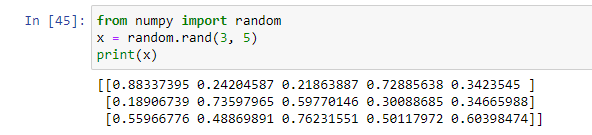 In [45]: from numpy import random
x = random.rand(3, 5)
print(x)
[[0.88337395 0.24204587 0.21863887 0.72885638 0.3423545 ]
[0.18906739 0.73597965 0.59770146 0.30088685 0.34665988]
[0.55966776 0.48869891 0.76231551 0.50117972 0.60398474]]